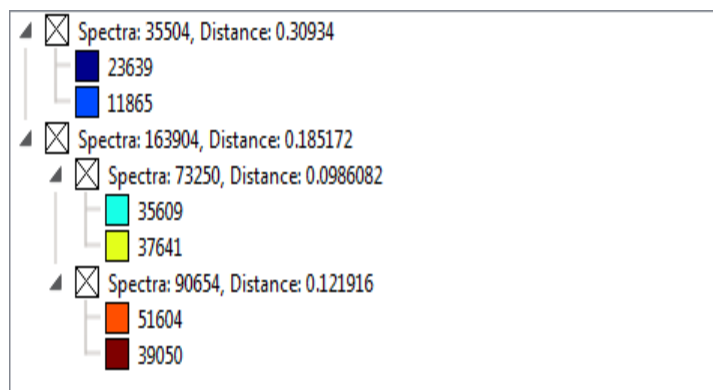 Spectra: 35504, Distance: 0.30934
23639
11865
Spectra: 163904, Distance: 0.185172
Spectra: 73250, Distance: 0.0986082
35609
37641
Spectra: 90654, Distance: 0.121916
51604
39050